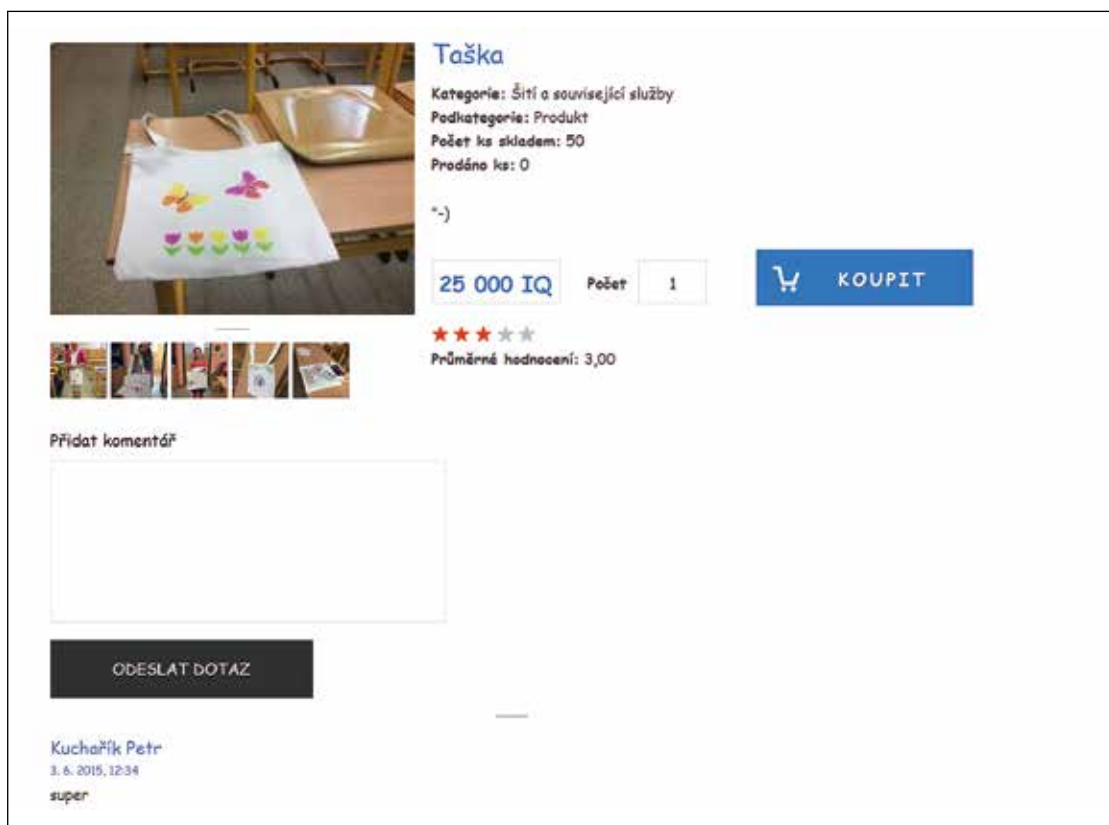 Taška
Kategorie: Šití a související služby
Podkategorie: Produkt
Počet ks skladem: 50
Prodáno ks: 0
"-)
25 000 IQ
Počet
1
KOUPIT
Průměrné hodnocení: 3,00
Přidat komentář
ODESLAT DOTAZ
Kuchařík Petr
3. 6. 2015, 12:34
super